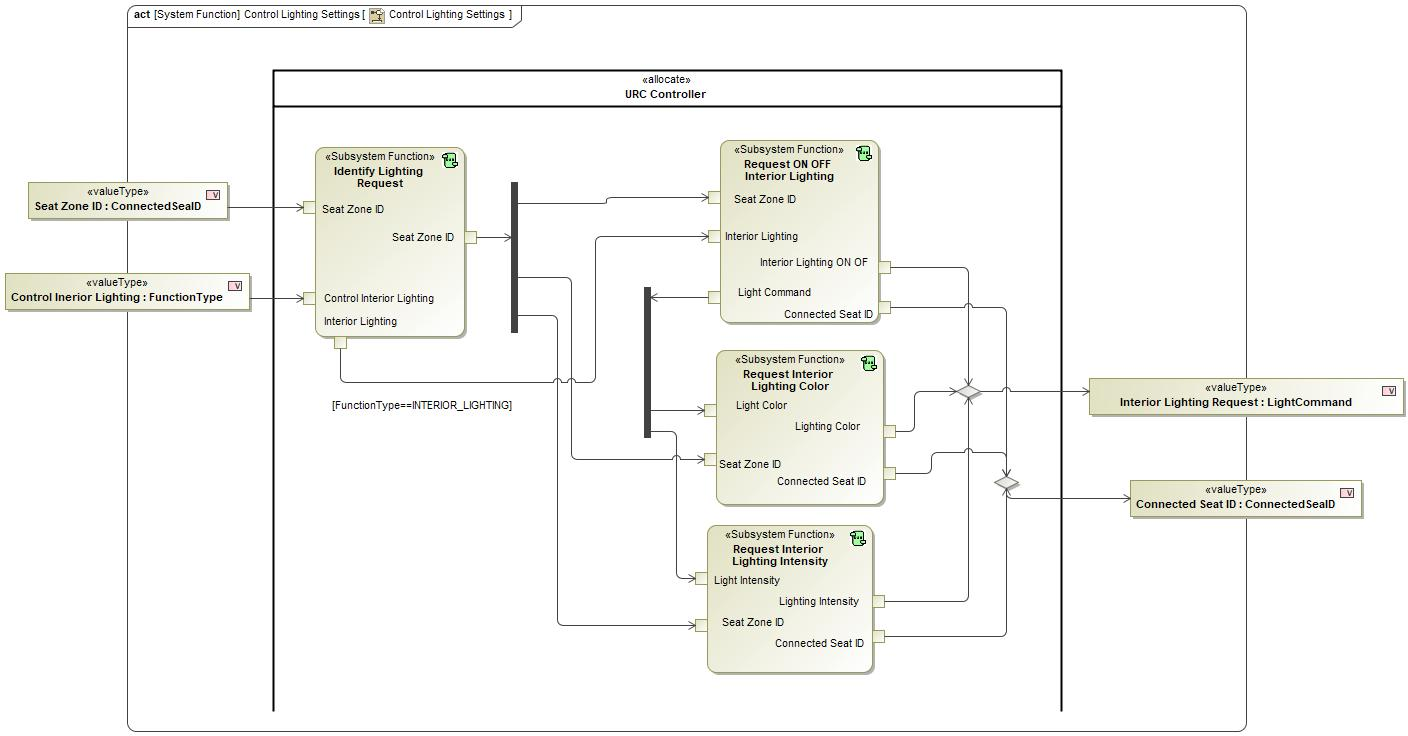 act [System Function] Control Lighting Settings [ Control Lighting Settings ]
«allocate»
URC Controller
«valueType»
Seat Zone ID : ConnectedSeaID
«valueType»
Control Inerior Lighting : FunctionType
«Subsystem Function»
Identify Lighting
Request
Seat Zone ID
Seat Zone ID
Control Interior Lighting
Interior Lighting
[FunctionType==INTERIOR_LIGHTING]
«Subsystem Function»
Request ON OFF
Interior Lighting
Seat Zone ID
Interior Lighting
Interior Lighting ON OF
Light Command
Connected Seat ID
«Subsystem Function»
Request Interior
Lighting Color
Light Color
Lighting Color
Seat Zone ID
Connected Seat ID
«Subsystem Function»
Request Interior
Lighting Intensity
Light Intensity
Lighting Intensity
Seat Zone ID
Connected Seat ID
«valueType»
Interior Lighting Request : LightCommand
«valueType»
Connected Seat ID : ConnectedSeaID